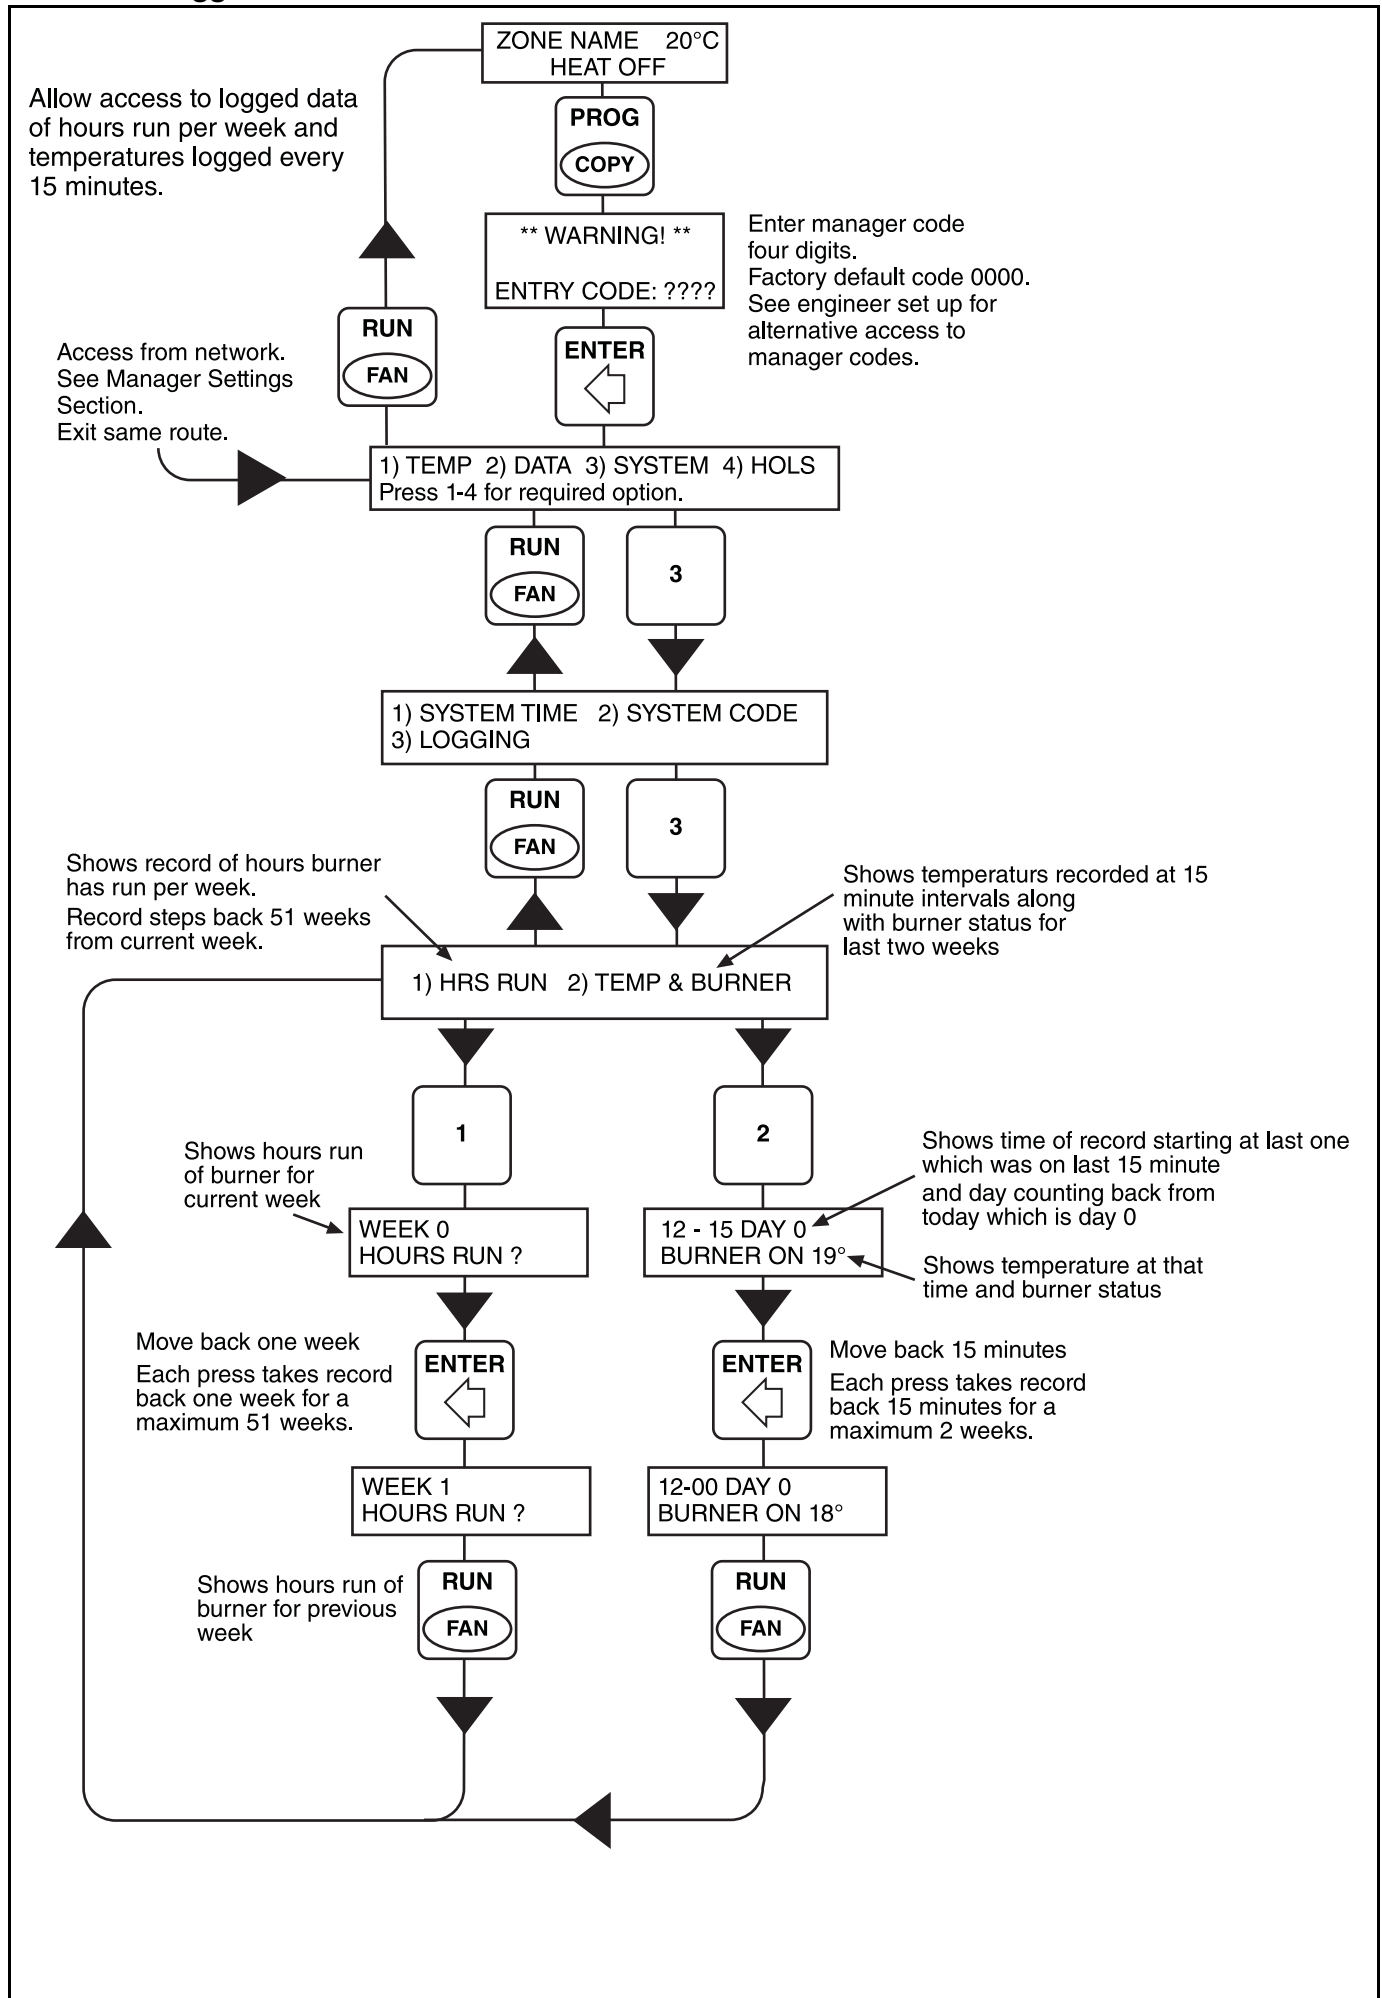 ZONE NAME 20°C
HEAT OFF
Allow access to logged data
of hours run per week and
temperatures logged every
15 minutes.
PROG
COPY
** WARNING! **
ENTRY CODE: ????
Enter manager code
four digits.
Factory default code 0000.
See engineer set up for
alternative access to
manager codes.
RUN
FAN
ENTER
Access from network.
See Manager Settings
Section.
Exit same route.
1) TEMP 2) DATA 3) SYSTEM 4) HOLS
Press 1-4 for required option.
RUN
FAN
3
1) SYSTEM TIME 2) SYSTEM CODE
3) LOGGING
RUN
FAN
3
Shows record of hours burner
has run per week.
Record steps back 51 weeks
from current week.
Shows temperaturs recorded at 15
minute intervals along
with burner status for
last two weeks
1) HRS RUN 2) TEMP & BURNER
1
2
Shows hours run
of burner for
current week
Shows time of record starting at last one
which was on last 15 minute
and day counting back from
today which is day 0
WEEK 0
HOURS RUN ?
12 - 15 DAY 0
BURNER ON 19°
Shows temperature at that
time and burner status
Move back one week
Each press takes record
back one week for a
maximum 51 weeks.
ENTER
ENTER
Move back 15 minutes
Each press takes record
back 15 minutes for a
maximum 2 weeks.
WEEK 1
HOURS RUN ?
12-00 DAY 0
BURNER ON 18°
Shows hours run of
burner for previous
week
RUN
FAN
RUN
FAN